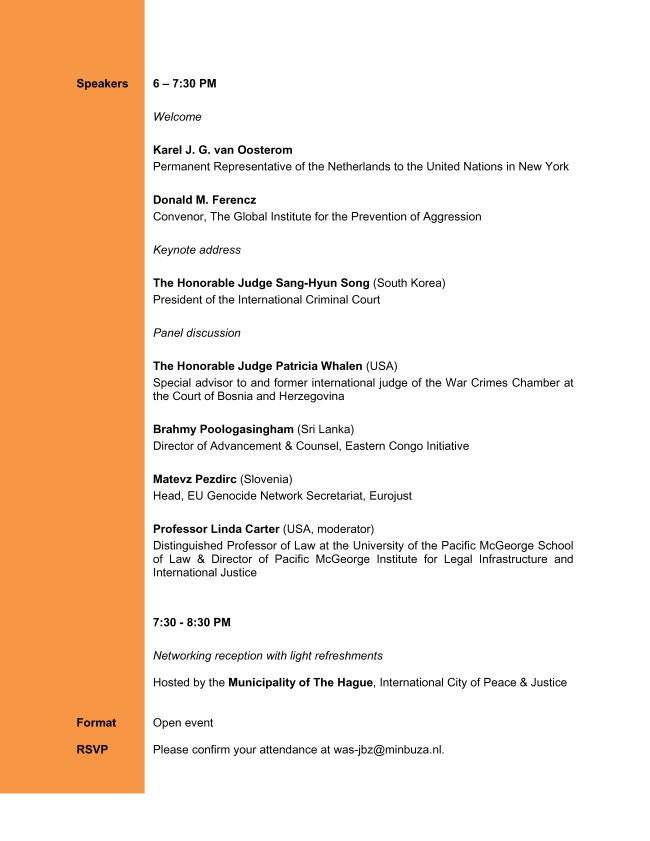 Speakers 6 – 7:30 PM
Welcome
Karel J. G. van Oosterom
Permanent Representative of the Netherlands to the United Nations in New York
Donald M. Ferencz
Convenor, The Global Institute for the Prevention of Aggression
Keynote address
The Honorable Judge Sang-Hyun Song (South Korea)
President of the International Criminal Court
Panel discussion
The Honorable Judge Patricia Whalen (USA)
Special advisor to and former international judge of the War Crimes Chamber at
the Court of Bosnia and Herzegovina
Brahmy Poologasingham (Sri Lanka)
Director of Advancement & Counsel, Eastern Congo Initiative
Matevz Pezdirc (Slovenia)
Head, EU Genocide Network Secretariat, Eurojust
Professor Linda Carter (USA, moderator)
Distinguished Professor of Law at the University of the Pacific McGeorge School
of Law & Director of Pacific McGeorge Institute for Legal Infrastructure and
International Justice
7:30 - 8:30 PM
Networking reception with light refreshments
Hosted by the Municipality of The Hague, International City of Peace & Justice
Format Open event
RSVP Please confirm your attendance at was-jbz@minbuza.nl.